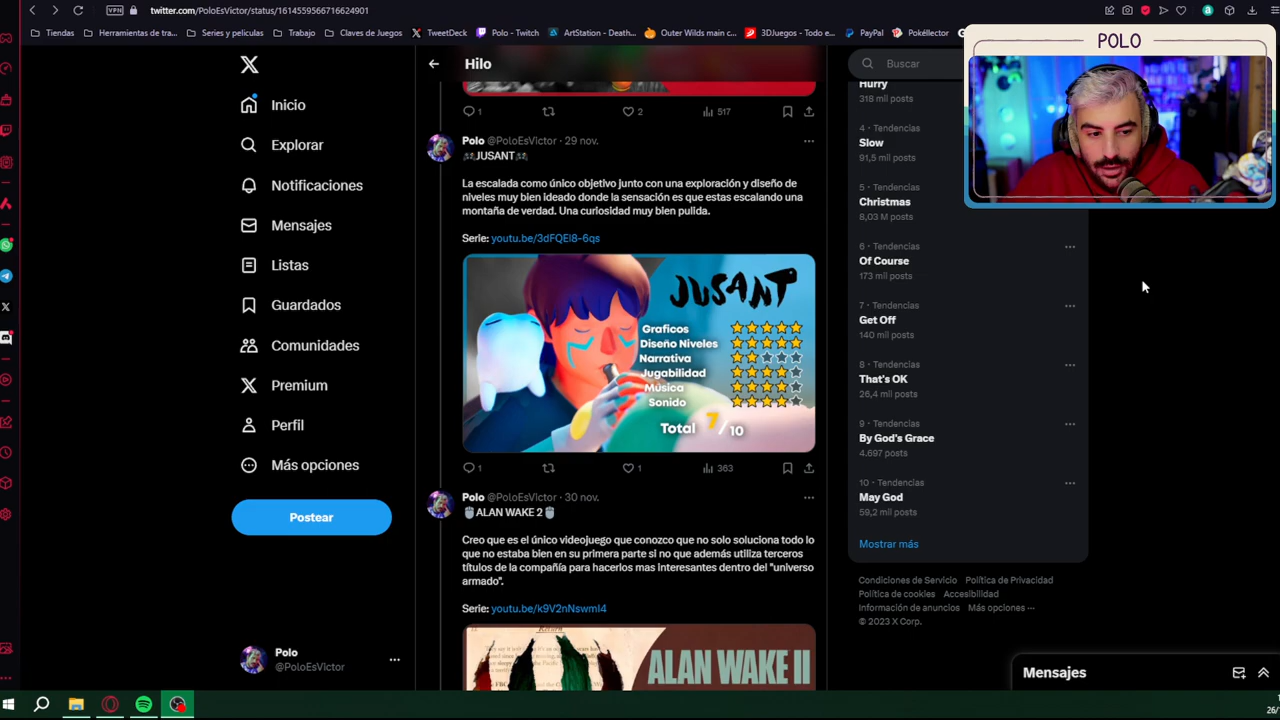 twitter.com/PoloEsVictor/status/1614559566716624901
VPN
Tiendas
Herramientas de tra...
Series y peliculas
Trabajo
Claves de Juegos
TweetDeck
Polo - Twitch
ArtStation - Death...
Outer Wilds main c...
3DJuegos - Todo e...
PayPal
Pokéllector
POLO
Inicio
Explorar
Notificaciones
Mensajes
Listas
Guardados
Comunidades
Premium
Perfil
Más opciones
Postear
Polo
@PoloEsVictor
Hilo
1
2
517
Polo @PoloEsVictor · 29 nov.
JUSANT
La escalada como único objetivo junto con una exploración y diseño de
niveles muy bien ideado donde la sensación es que estas escalando una
montaña de verdad. Una curiosidad muy bien pulida.
Serie: youtu.be/3dFQEl8-6qs
JUSANT
Graficos
Diseño Niveles
Narrativa
Jugabilidad
Música
Sonido
Total 7/10
1
1
363
Polo @PoloEsVictor · 30 nov.
ALAN WAKE 2
Creo que es el único videojuego que conozco que no solo soluciona todo lo
que no estaba bien en su primera parte si no que además utiliza terceros
títulos de la compañía para hacerlos mas interesantes dentro del "universo
armado".
Serie: youtu.be/k9V2nNswmI4
Return
ALAN WAKE II
Buscar
Hurry
318 mil posts
4 · Tendencias
Slow
91,5 mil posts
5 · Tendencias
Christmas
8,03 M posts
6 · Tendencias
Of Course
173 mil posts
7 · Tendencias
Get Off
140 mil posts
8 · Tendencias
That's OK
26,4 mil posts
9 · Tendencias
By God's Grace
4.697 posts
10 · Tendencias
May God
59,2 mil posts
Mostrar más
Condiciones de Servicio Política de Privacidad
Política de cookies Accesibilidad
Información de anuncios Más opciones ···
© 2023 X Corp.
Mensajes